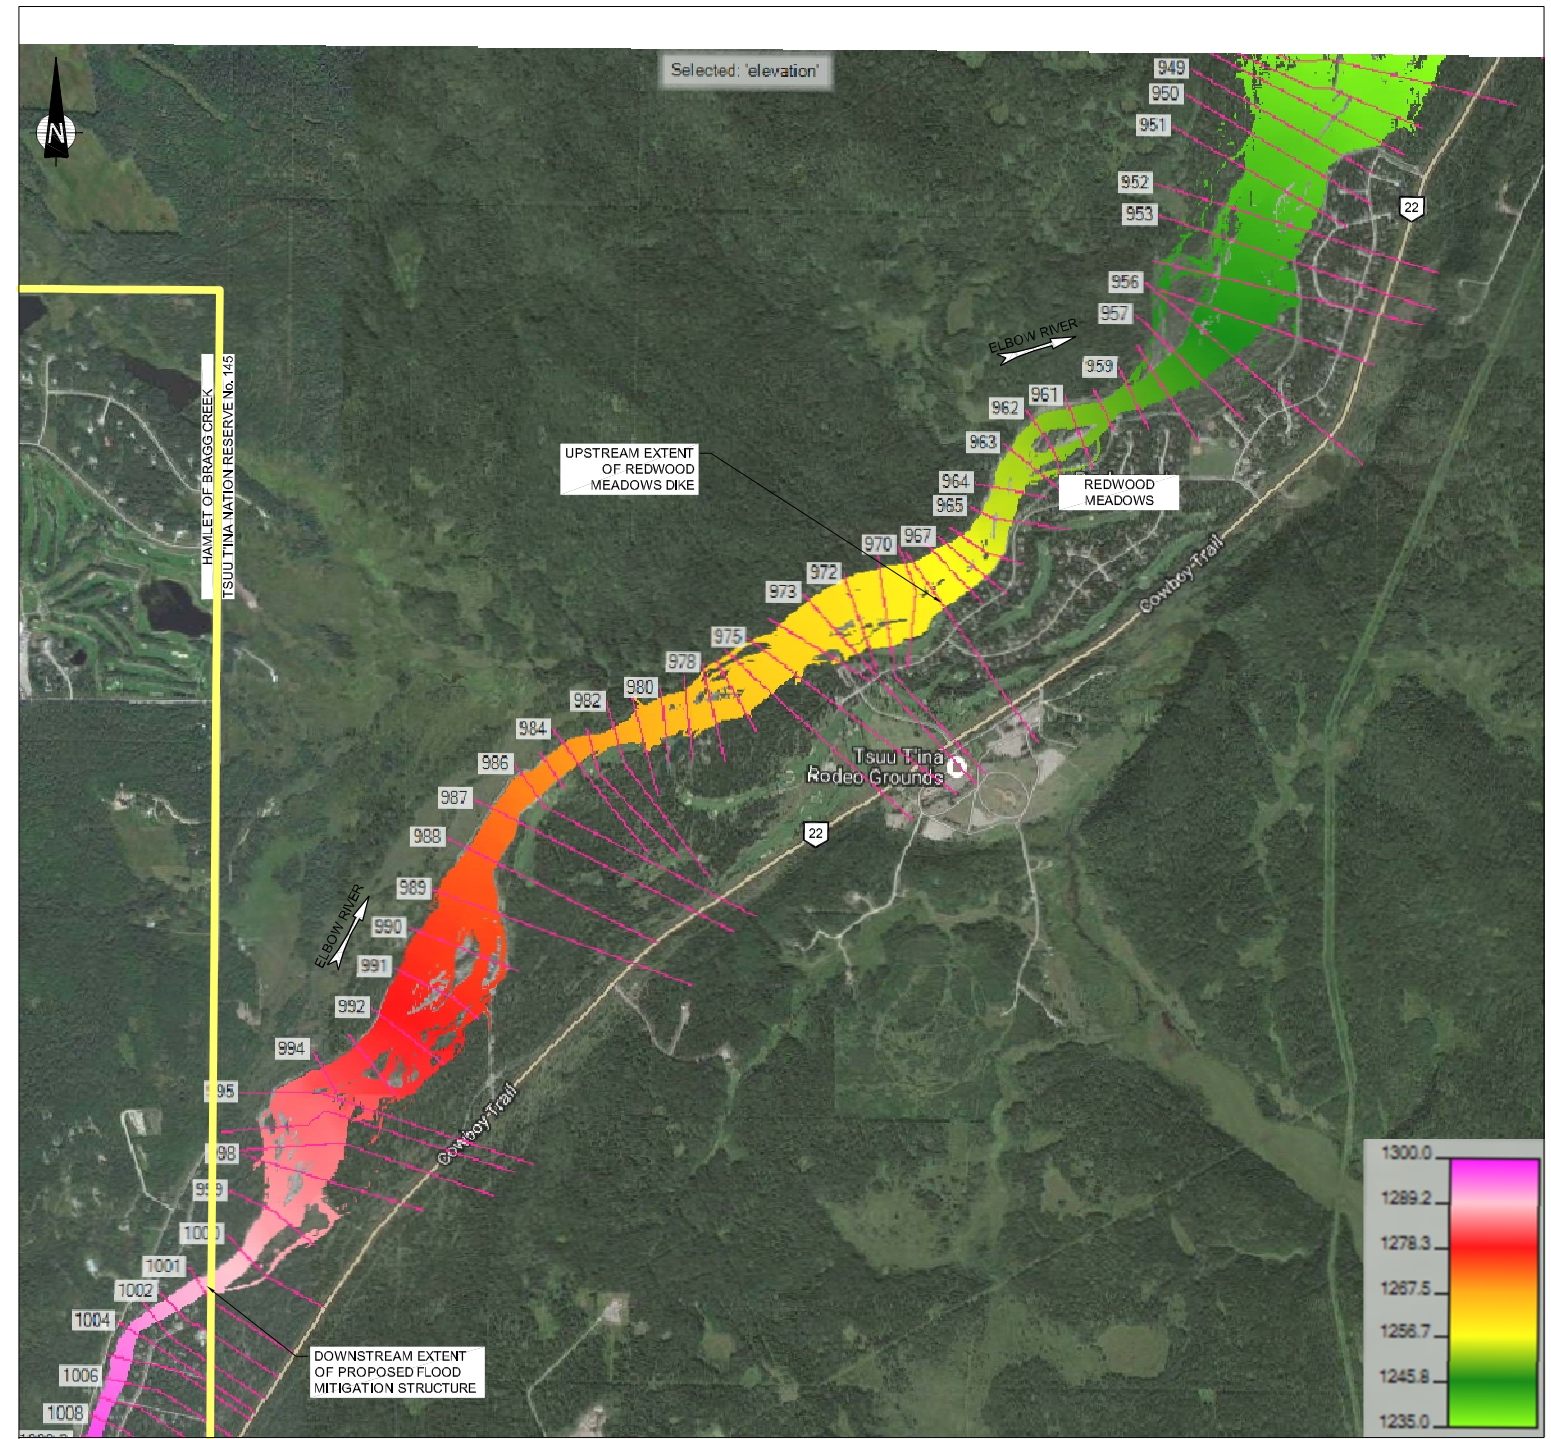 Selected: 'elevation'
N
949
950
951
952
953
956
957
959
961
962
963
964
965
967
970
972
973
975
978
980
982
984
986
987
988
989
990
991
992
994
995
998
999
1000
1001
1002
1004
1006
1008
22
ELBOW RIVER
HAMLET OF BRAGG CREEK
TSUU T'TINA NATION RESERVE No. 145
UPSTREAM EXTENT
OF REDWOOD
MEADOWS DIKE
REDWOOD
MEADOWS
Cowboy Trail
Tsuu T'ina
Rodeo Grounds
22
ELBOW RIVER
Cowboy Trail
DOWNSTREAM EXTENT
OF PROPOSED FLOOD
MITIGATION STRUCTURE
1300.0
1289.2
1278.3
1267.5
1256.7
1245.8
1235.0